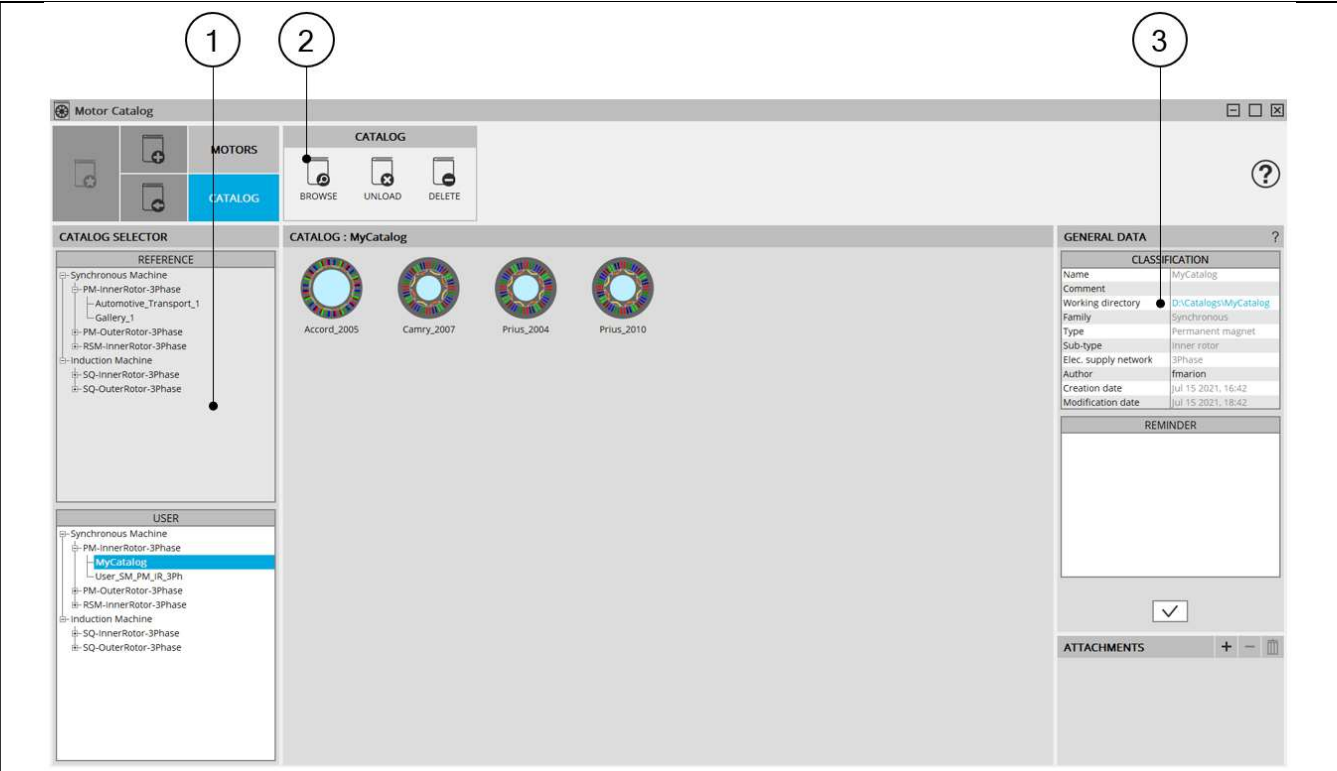 1
2
3
Motor Catalog
MOTORS
CATALOG
CATALOG
BROWSE
UNLOAD
DELETE
?
CATALOG SELECTOR
REFERENCE
Synchronous Machine
PM-InnerRotor-3Phase
Automotive_Transport_1
Gallery_1
PM-OuterRotor-3Phase
RSM-InnerRotor-3Phase
Induction Machine
SQ-InnerRotor-3Phase
SQ-OuterRotor-3Phase
USER
Synchronous Machine
PM-InnerRotor-3Phase
MyCatalog
User_SM_PM_IR_3Ph
PM-OuterRotor-3Phase
RSM-InnerRotor-3Phase
Induction Machine
SQ-InnerRotor-3Phase
SQ-OuterRotor-3Phase
CATALOG : MyCatalog
Accord_2005
Camry_2007
Prius_2004
Prius_2010
GENERAL DATA ?
CLASSIFICATION
Name MyCatalog
Comment
Working directory D:\Catalogs\MyCatalog
Family Synchronous
Type Permanent magnet
Sub-type Inner rotor
Elec. supply network 3Phase
Author fmarion
Creation date Jul 15 2021, 16:42
Modification date Jul 15 2021, 18:42
REMINDER
ATTACHMENTS + −